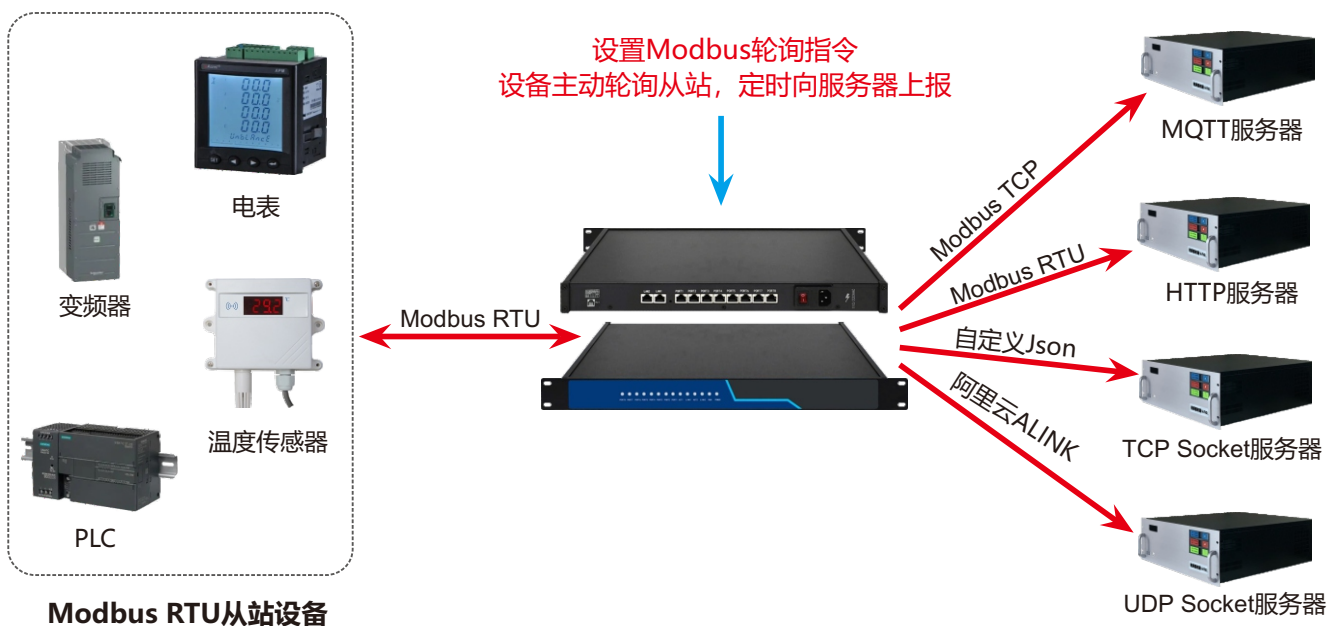 设置Modbus轮询指令
设备主动轮询从站，定时向服务器上报
电表
变频器
29.2
温度传感器
PLC
Modbus RTU从站设备
Modbus RTU
Modbus TCP
Modbus RTU
自定义Json
阿里云ALINK
MQTT服务器
HTTP服务器
TCP Socket服务器
UDP Socket服务器